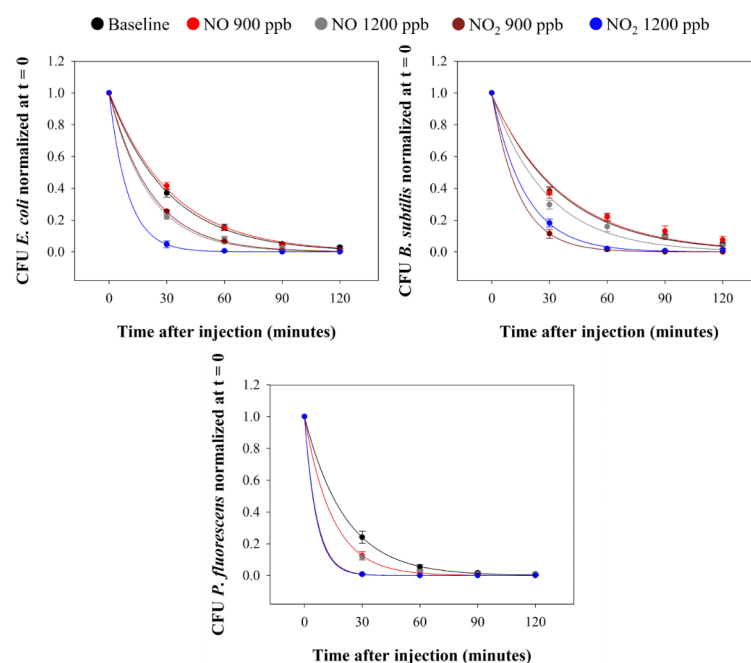 Baseline NO 900 ppb NO 1200 ppb NO₂ 900 ppb NO₂ 1200 ppb
CFU E. coli normalized at t = 0
1.2
1.0
0.8
0.6
0.4
0.2
0.0
0 30 60 90 120
Time after injection (minutes)
CFU B. subtilis normalized at t = 0
1.2
1.0
0.8
0.6
0.4
0.2
0.0
0 30 60 90 120
Time after injection (minutes)
CFU P. fluorescens normalized at t = 0
1.2
1.0
0.8
0.6
0.4
0.2
0.0
0 30 60 90 120
Time after injection (minutes)